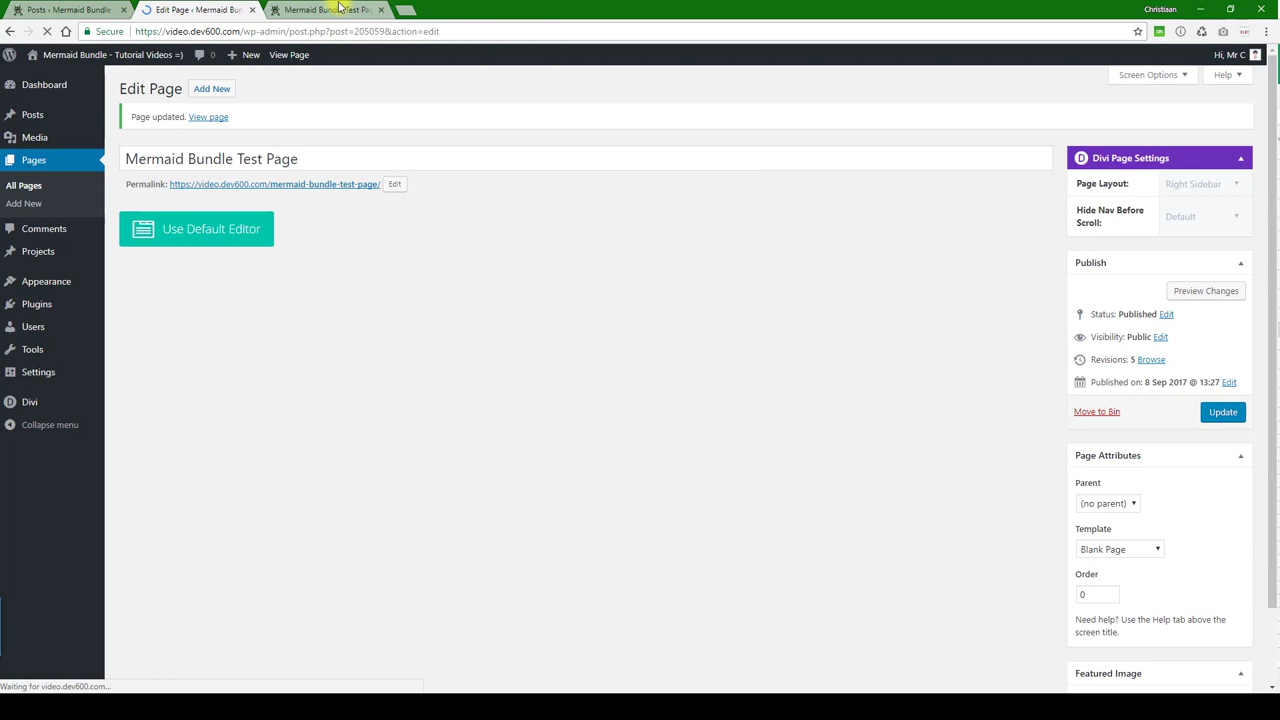 Posts ‹ Mermaid Bundle
Edit Page ‹ Mermaid Bun
Mermaid Bundle Test Pa
Christiaan
Secure
https://video.dev600.com/wp-admin/post.php?post=205059&action=edit
Mermaid Bundle - Tutorial Videos =)
0
New
View Page
Hi, Mr C
Dashboard
Posts
Media
Pages
All Pages
Add New
Comments
Projects
Appearance
Plugins
Users
Tools
Settings
Divi
Collapse menu
Screen Options
Help
Edit Page
Add New
Page updated. View page
Mermaid Bundle Test Page
Permalink: https://video.dev600.com/mermaid-bundle-test-page/
Edit
Use Default Editor
Divi Page Settings
Page Layout:
Right Sidebar
Hide Nav Before
Scroll:
Default
Publish
Preview Changes
Status: Published Edit
Visibility: Public Edit
Revisions: 5 Browse
Published on: 8 Sep 2017 @ 13:27 Edit
Move to Bin
Update
Page Attributes
Parent
(no parent)
Template
Blank Page
Order
0
Need help? Use the Help tab above the
screen title.
Featured Image
Waiting for video.dev600.com...